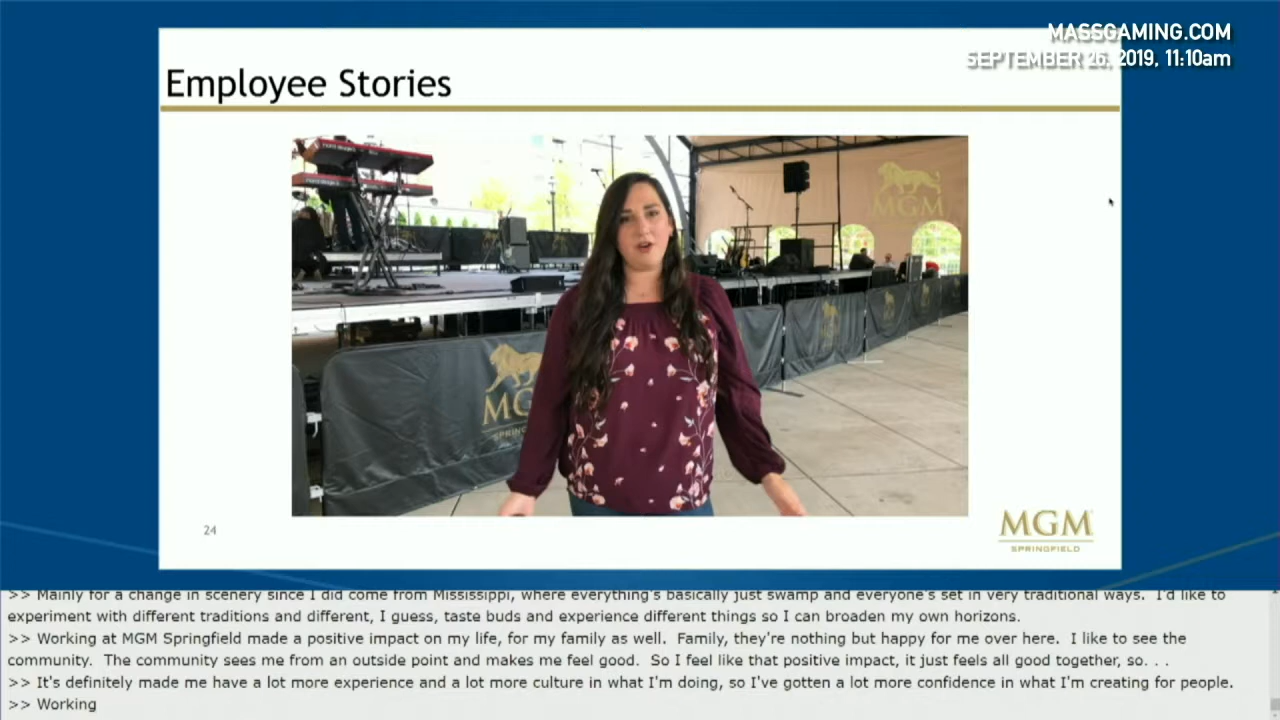 MASSGAMING.COM
SEPTEMBER 26, 2019, 11:10am
Employee Stories
MGM
MGM
SPRINGFIELD
24
MGM
SPRINGFIELD
>> Mainly for a change in scenery since I did come from Mississippi, where everything's basically just swamp and everyone's set in very traditional ways. I'd like to
experiment with different traditions and different, I guess, taste buds and experience different things so I can broaden my own horizons.
>> Working at MGM Springfield made a positive impact on my life, for my family as well. Family, they're nothing but happy for me over here. I like to see the
community. The community sees me from an outside point and makes me feel good. So I feel like that positive impact, it just feels all good together, so. . .
>> It's definitely made me have a lot more experience and a lot more culture in what I'm doing, so I've gotten a lot more confidence in what I'm creating for people.
>> Working